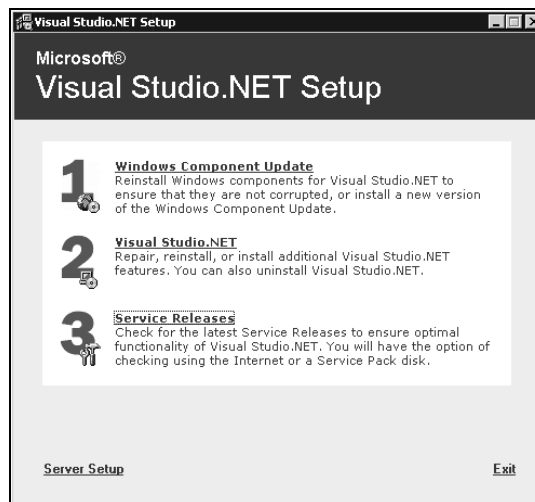 Visual Studio.NET Setup
Microsoft®
Visual Studio.NET Setup
1
Windows Component Update
Reinstall Windows components for Visual Studio.NET to
ensure that they are not corrupted, or install a new version
of the Windows Component Update.
2
Visual Studio.NET
Repair, reinstall, or install additional Visual Studio.NET
features. You can also uninstall Visual Studio.NET.
3
Service Releases
Check for the latest Service Releases to ensure optimal
functionality of Visual Studio.NET. You will have the option of
checking using the Internet or a Service Pack disk.
Server Setup
Exit